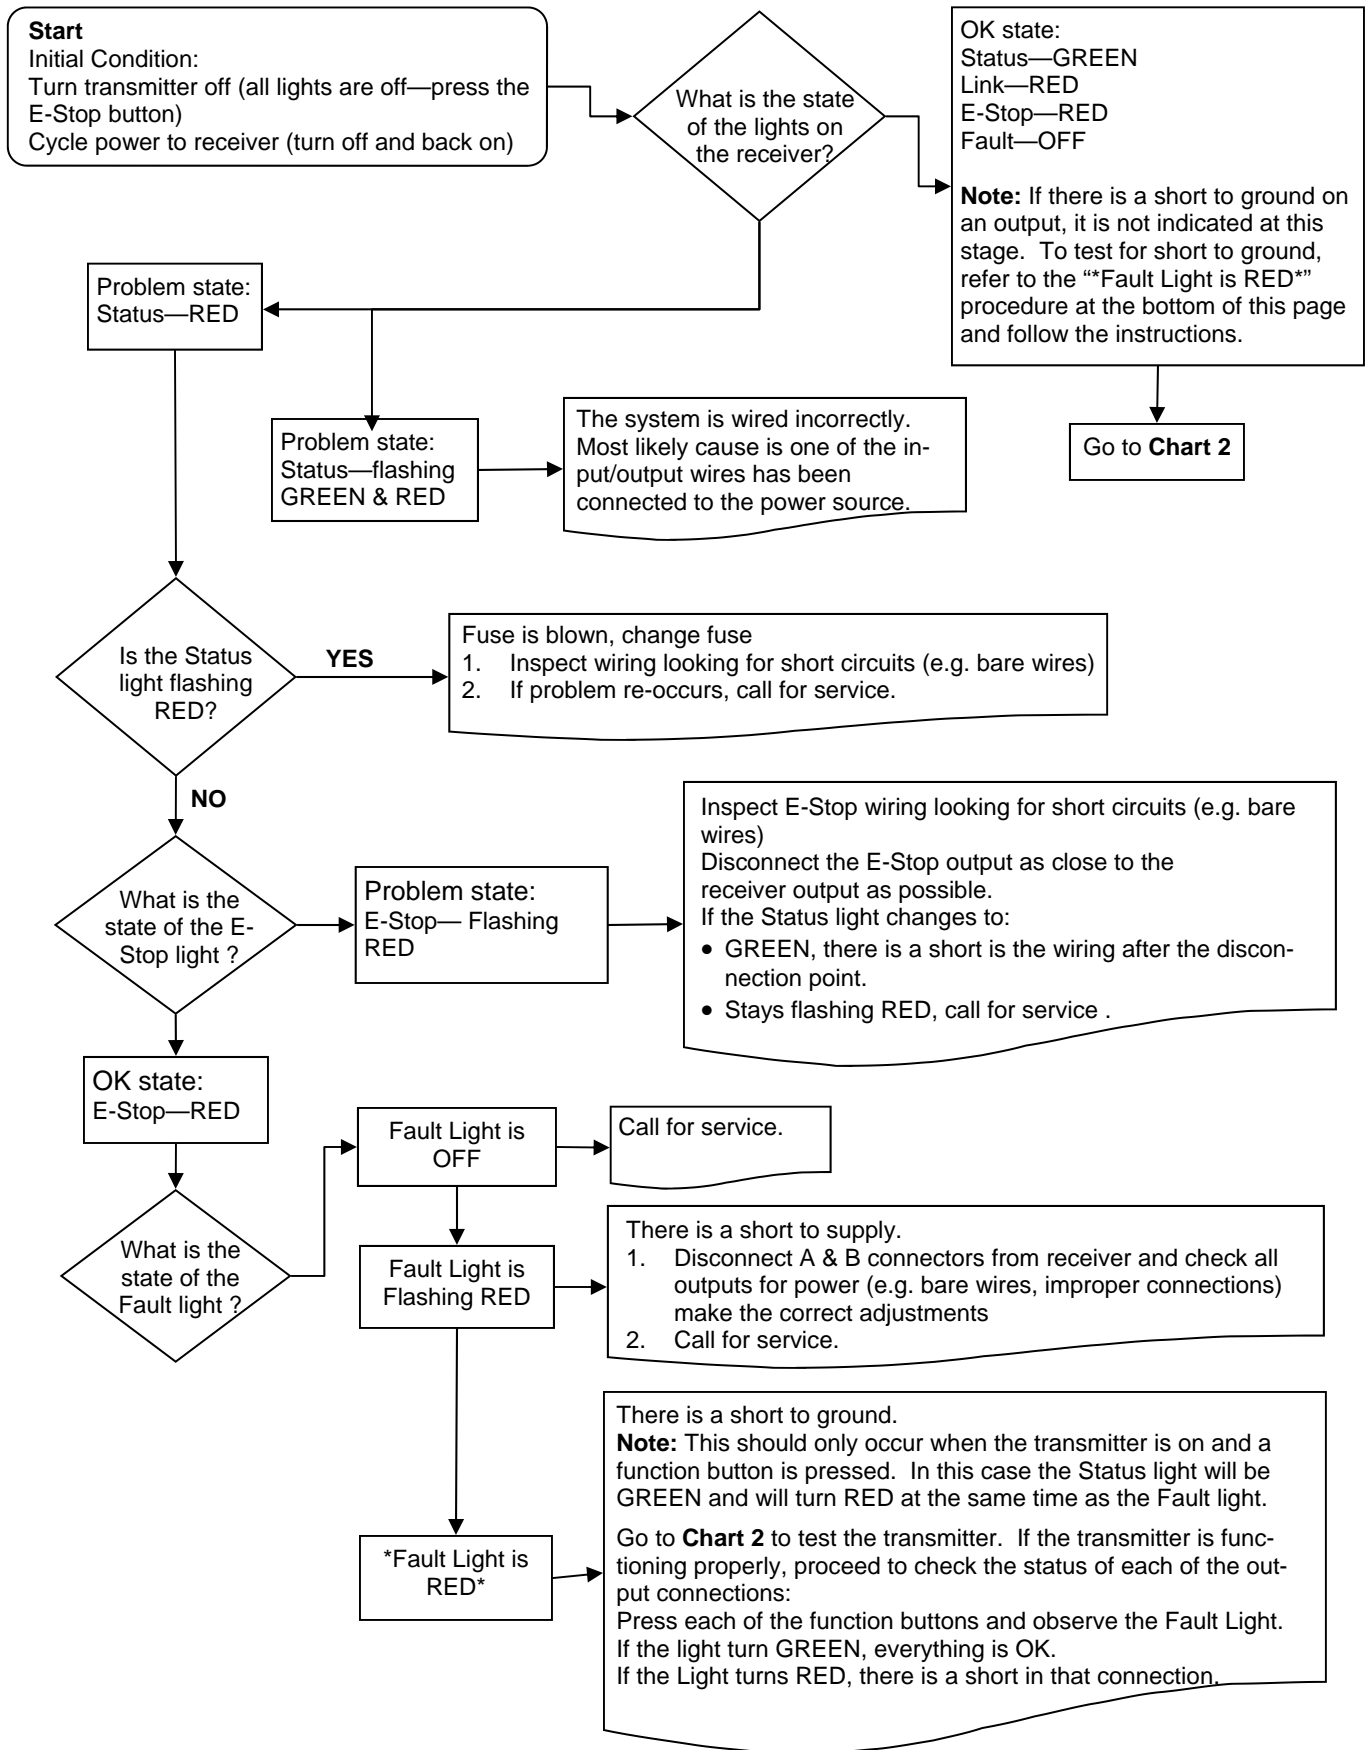 Start
Initial Condition:
Turn transmitter off (all lights are off—press the
E-Stop button)
Cycle power to receiver (turn off and back on)
What is the state
of the lights on
the receiver?
OK state:
Status—GREEN
Link—RED
E-Stop—RED
Fault—OFF
Note: If there is a short to ground on
an output, it is not indicated at this
stage. To test for short to ground,
refer to the “*Fault Light is RED*”
procedure at the bottom of this page
and follow the instructions.
Go to Chart 2
Problem state:
Status—RED
Problem state:
Status—flashing
GREEN & RED
The system is wired incorrectly.
Most likely cause is one of the in-
put/output wires has been
connected to the power source.
Is the Status
light flashing
RED?
YES
Fuse is blown, change fuse
1. Inspect wiring looking for short circuits (e.g. bare wires)
2. If problem re-occurs, call for service.
NO
What is the
state of the E-
Stop light ?
Problem state:
E-Stop— Flashing
RED
Inspect E-Stop wiring looking for short circuits (e.g. bare
wires)
Disconnect the E-Stop output as close to the
receiver output as possible.
If the Status light changes to:
• GREEN, there is a short is the wiring after the discon-
nection point.
• Stays flashing RED, call for service .
OK state:
E-Stop—RED
What is the
state of the
Fault light ?
Fault Light is
OFF
Call for service.
Fault Light is
Flashing RED
There is a short to supply.
1. Disconnect A & B connectors from receiver and check all
outputs for power (e.g. bare wires, improper connections)
make the correct adjustments
2. Call for service.
*Fault Light is
RED*
There is a short to ground.
Note: This should only occur when the transmitter is on and a
function button is pressed. In this case the Status light will be
GREEN and will turn RED at the same time as the Fault light.
Go to Chart 2 to test the transmitter. If the transmitter is func-
tioning properly, proceed to check the status of each of the out-
put connections:
Press each of the function buttons and observe the Fault Light.
If the light turn GREEN, everything is OK.
If the Light turns RED, there is a short in that connection.